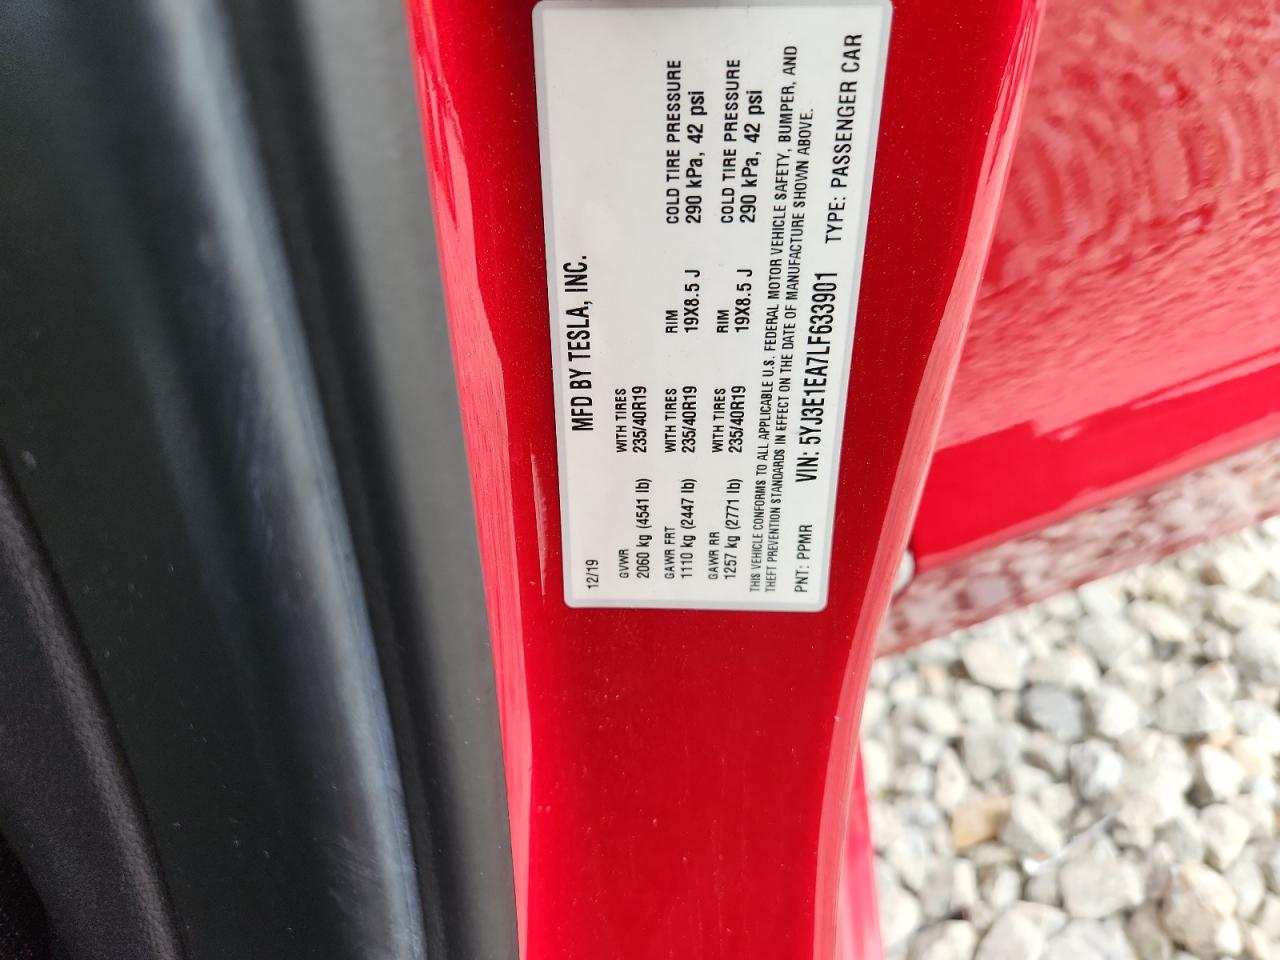 MFD BY TESLA, INC.
12/19
GVWR WITH TIRES
2060 kg (4541 lb) 235/40R19
GAWR FRT WITH TIRES RIM COLD TIRE PRESSURE
1110 kg (2447 lb) 235/40R19 19X8.5 J 290 kPa, 42 psi
GAWR RR WITH TIRES RIM COLD TIRE PRESSURE
1257 kg (2771 lb) 235/40R19 19X8.5 J 290 kPa, 42 psi
THIS VEHICLE CONFORMS TO ALL APPLICABLE U.S. FEDERAL MOTOR VEHICLE SAFETY, BUMPER, AND
THEFT PREVENTION STANDARDS IN EFFECT ON THE DATE OF MANUFACTURE SHOWN ABOVE.
PNT: PPMR VIN: 5YJ3E1EA7LF633901 TYPE: PASSENGER CAR